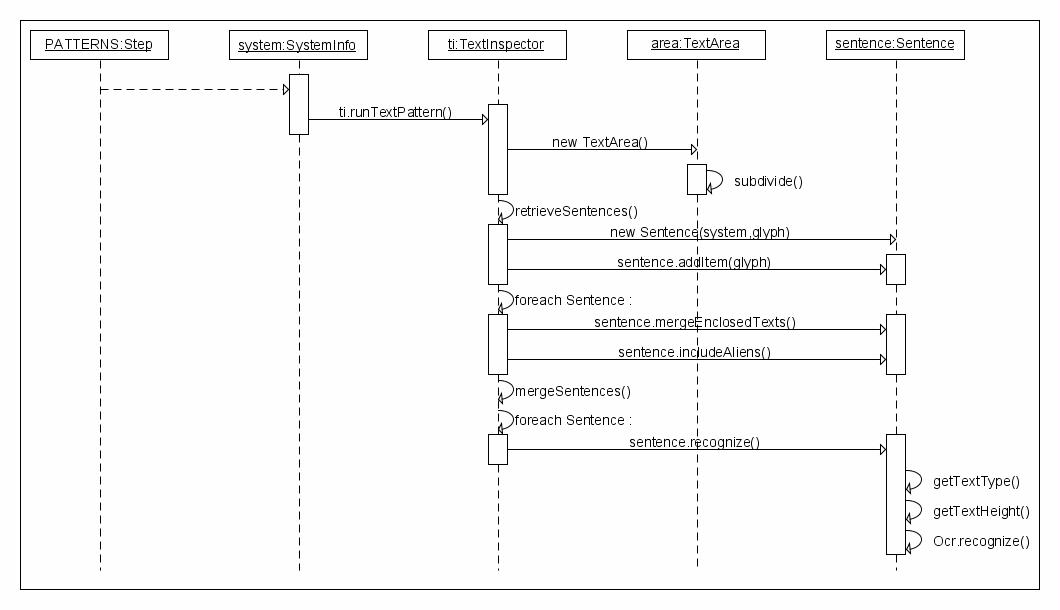 PATTERNS:Step
system:SystemInfo
ti:TextInspector
area:TextArea
sentence:Sentence
ti.runTextPattern()
new TextArea()
subdivide()
retrieveSentences()
new Sentence(system,glyph)
sentence.addItem(glyph)
foreach Sentence :
sentence.mergeEnclosedTexts()
sentence.includeAliens()
mergeSentences()
foreach Sentence :
sentence.recognize()
getTextType()
getTextHeight()
Ocr.recognize()